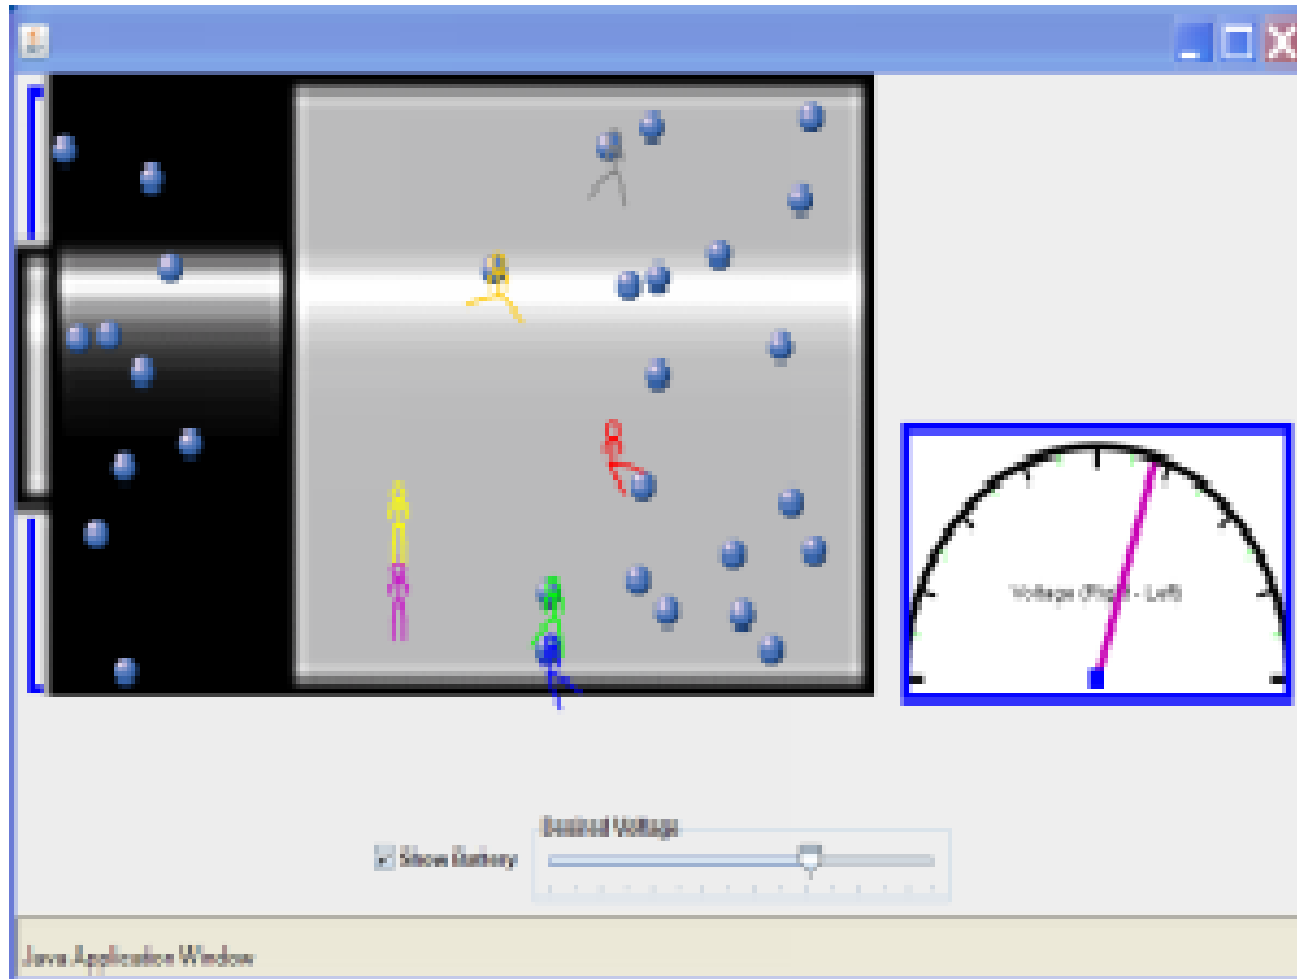 Voltage (Right - Left)
Desired Voltage
Show Battery
Java Application Window